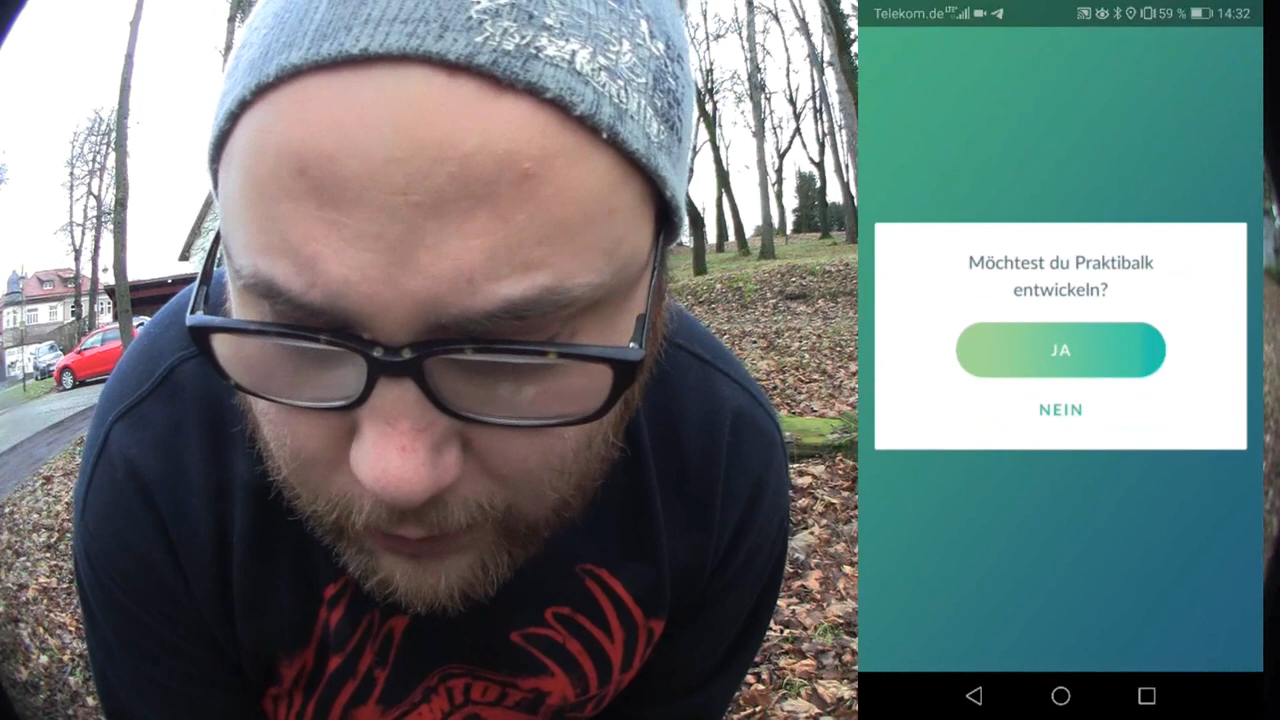 Telekom.de
59 % 14:32
Möchtest du Praktibalk
entwickeln?
JA
NEIN